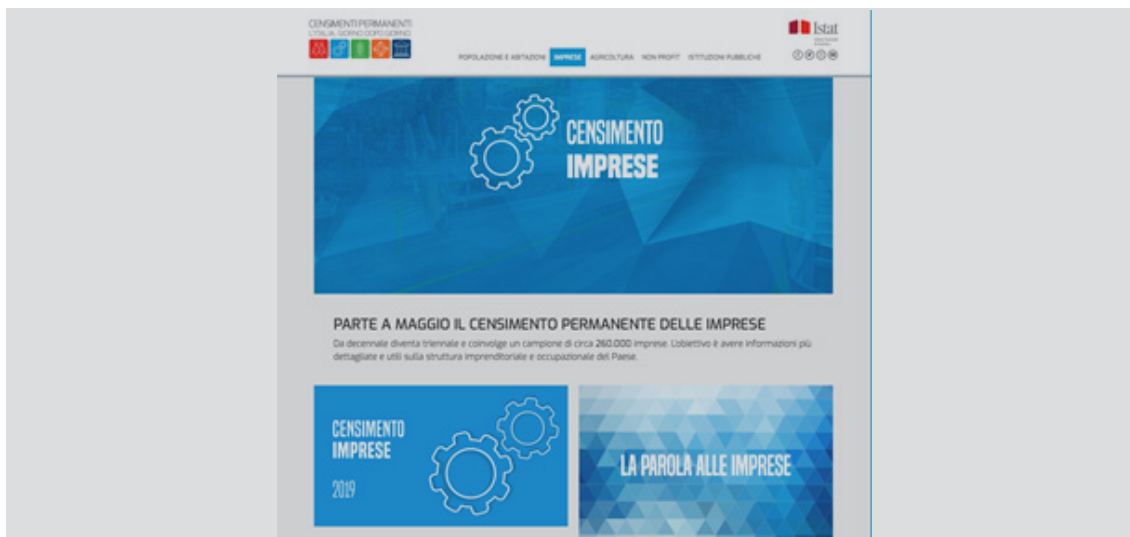 CENSIMENTI PERMANENTI
L'ITALIA, GIORNO DOPO GIORNO
Istat
POPOLAZIONE E ABITAZIONI IMPRESE AGRICOLTURA NON PROFIT ISTITUZIONI PUBBLICHE
CENSIMENTO
IMPRESE
PARTE A MAGGIO IL CENSIMENTO PERMANENTE DELLE IMPRESE
Da decennale diventa triennale e coinvolge un campione di circa 260.000 imprese. L'obiettivo è avere informazioni più
dettagliate e utili sulla struttura imprenditoriale e occupazionale del Paese.
CENSIMENTO
IMPRESE
2019
LA PAROLA ALLE IMPRESE